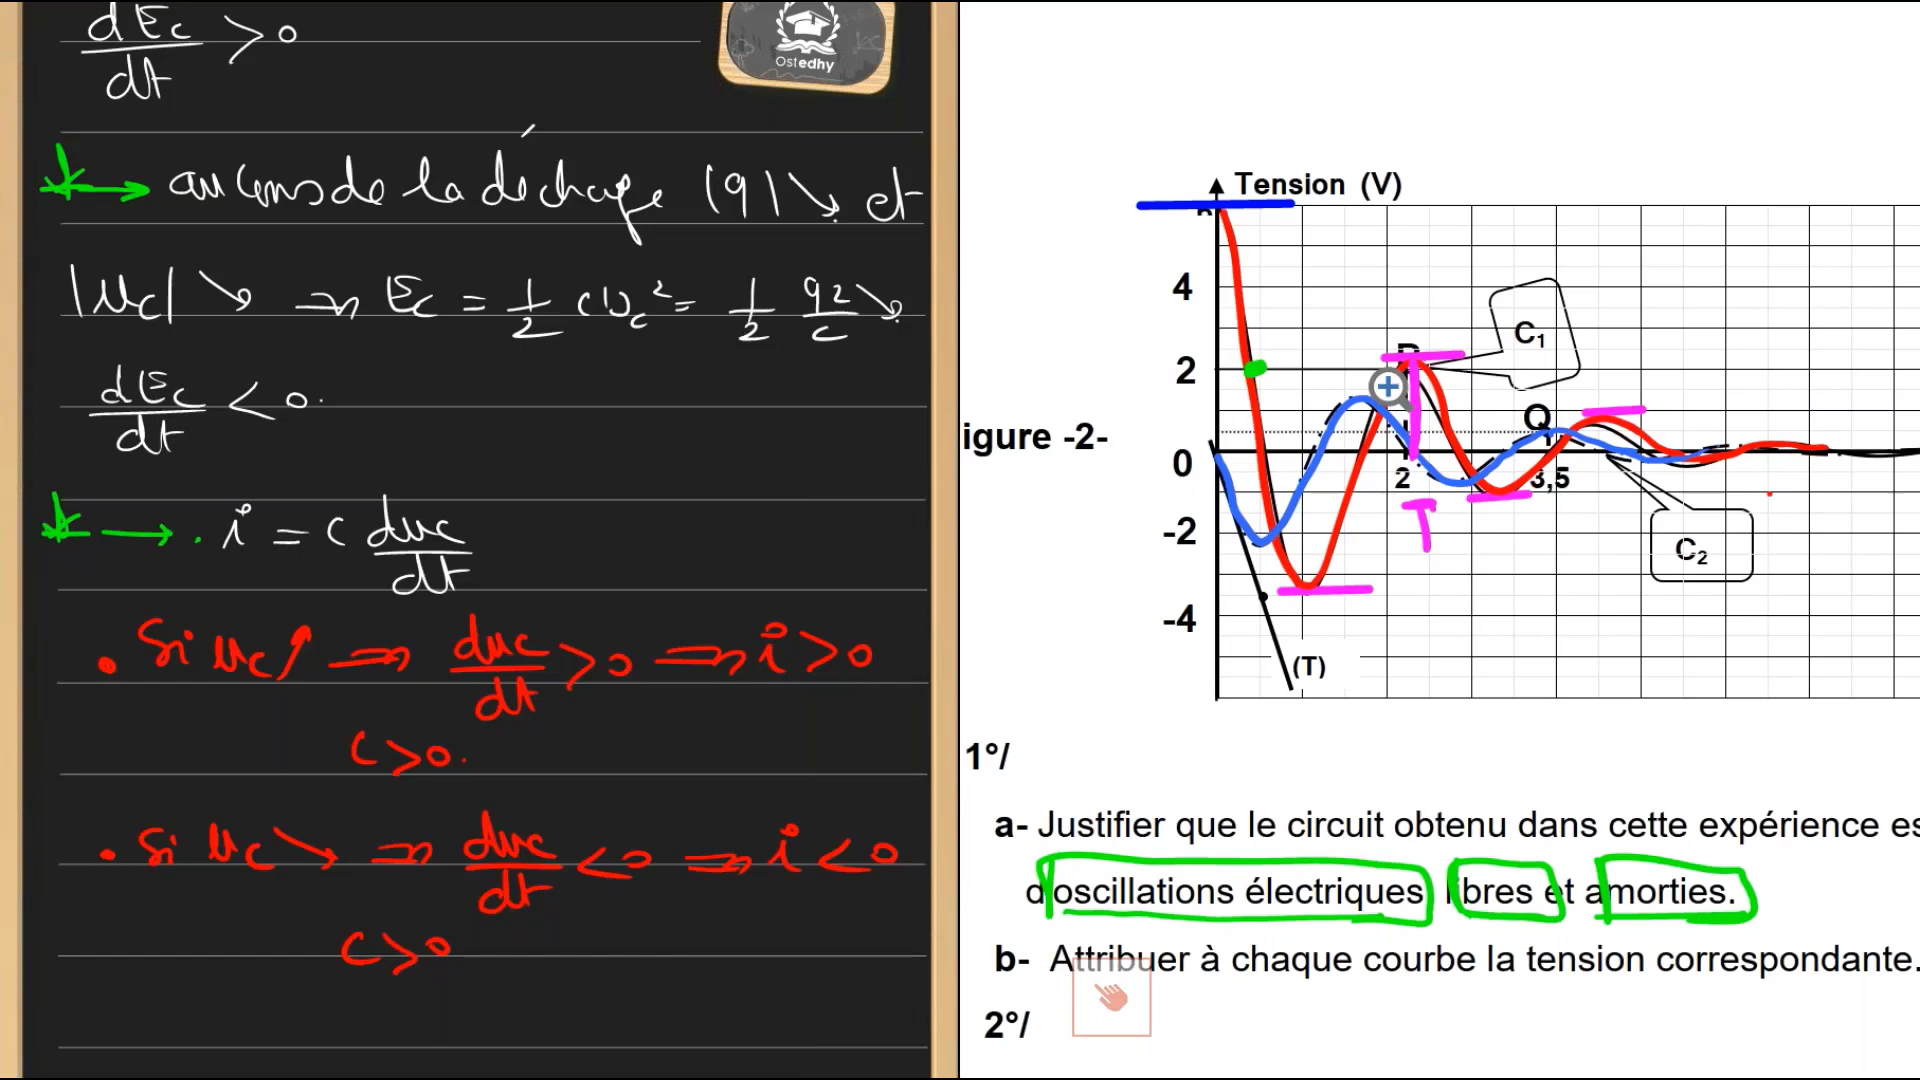 dEc/dt > 0
Ostedhy
au cours de la décharge |q| ↘ et
|uc| ↘ ⇒ Ec = 1/2 C Uc² = 1/2 q²/c ↘
dEc/dt < 0.
. i = c duc/dt
. Si uc ↗ ⇒ duc/dt > 0 ⇒ i > 0
C > 0.
. Si uc ↘ ⇒ duc/dt < 0 ⇒ i < 0
C > 0
Tension (V)
4
C₁
2
Q
igure -2-
0
2
3,5
T
-2
C₂
-4
(T)
1°/
a- Justifier que le circuit obtenu dans cette expérience es
d'oscillations électriques libres et amorties.
b- Attribuer à chaque courbe la tension correspondante.
2°/